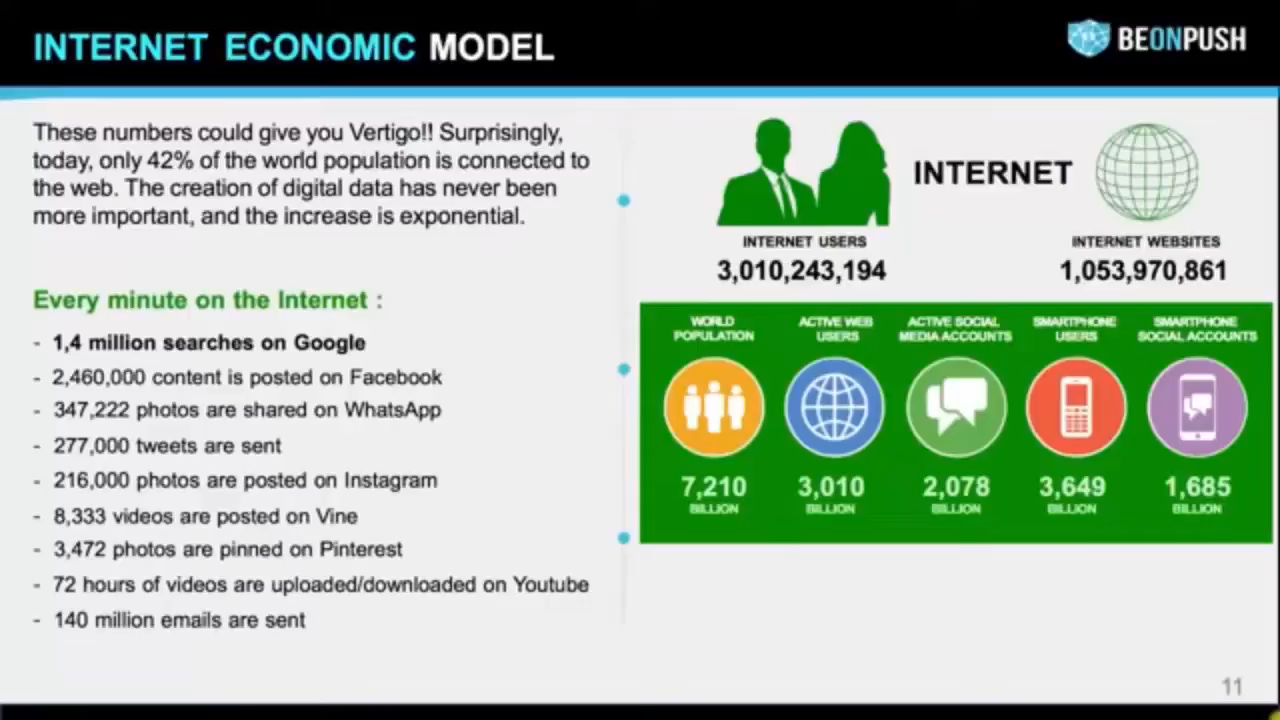 INTERNET ECONOMIC MODEL
BEONPUSH
These numbers could give you Vertigo!! Surprisingly,
today, only 42% of the world population is connected to
the web. The creation of digital data has never been
more important, and the increase is exponential.
Every minute on the Internet :
- 1,4 million searches on Google
- 2,460,000 content is posted on Facebook
- 347,222 photos are shared on WhatsApp
- 277,000 tweets are sent
- 216,000 photos are posted on Instagram
- 8,333 videos are posted on Vine
- 3,472 photos are pinned on Pinterest
- 72 hours of videos are uploaded/downloaded on Youtube
- 140 million emails are sent
INTERNET
INTERNET USERS
3,010,243,194
INTERNET WEBSITES
1,053,970,861
WORLD
POPULATION
7,210
BILLION
ACTIVE WEB
USERS
3,010
BILLION
ACTIVE SOCIAL
MEDIA ACCOUNTS
2,078
BILLION
SMARTPHONE
USERS
3,649
BILLION
SMARTPHONE
SOCIAL ACCOUNTS
1,685
BILLION
11